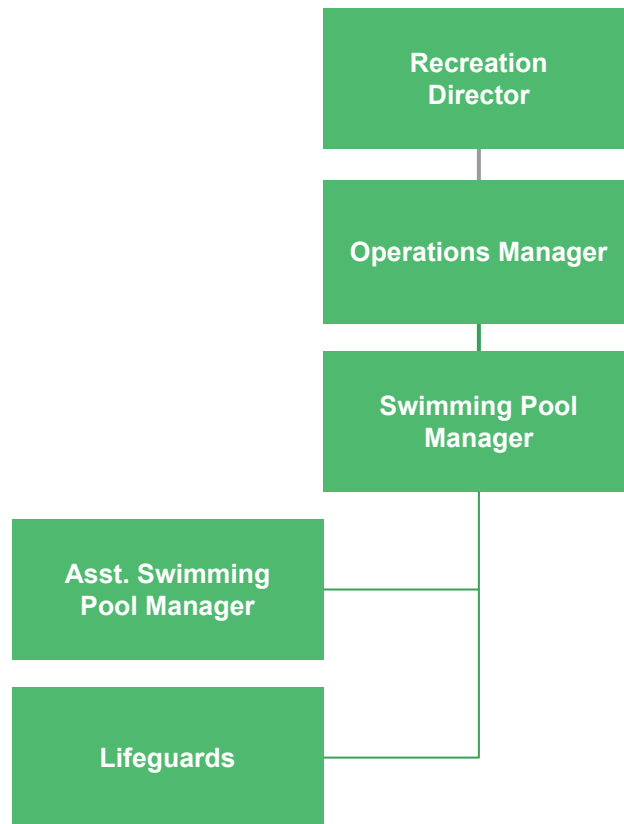 Recreation
Director
Operations Manager
Swimming Pool
Manager
Asst. Swimming
Pool Manager
Lifeguards